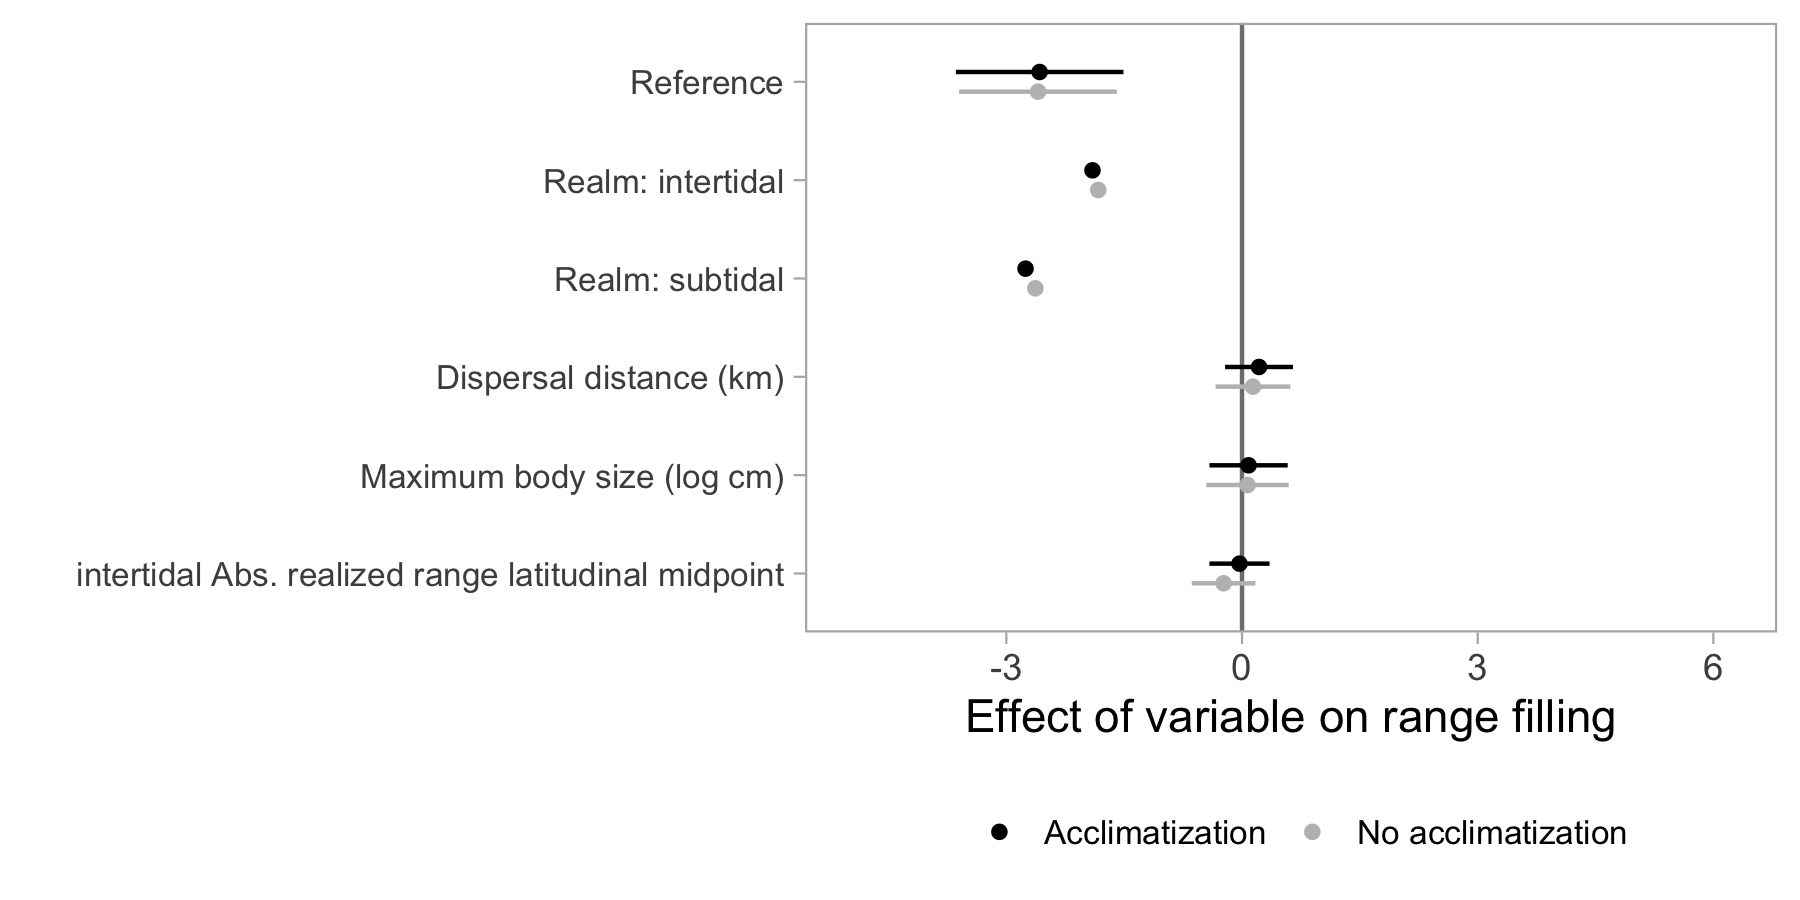 Reference
Realm: intertidal
Realm: subtidal
Dispersal distance (km)
Maximum body size (log cm)
intertidal Abs. realized range latitudinal midpoint
-3 0 3 6
Effect of variable on range filling
Acclimatization No acclimatization